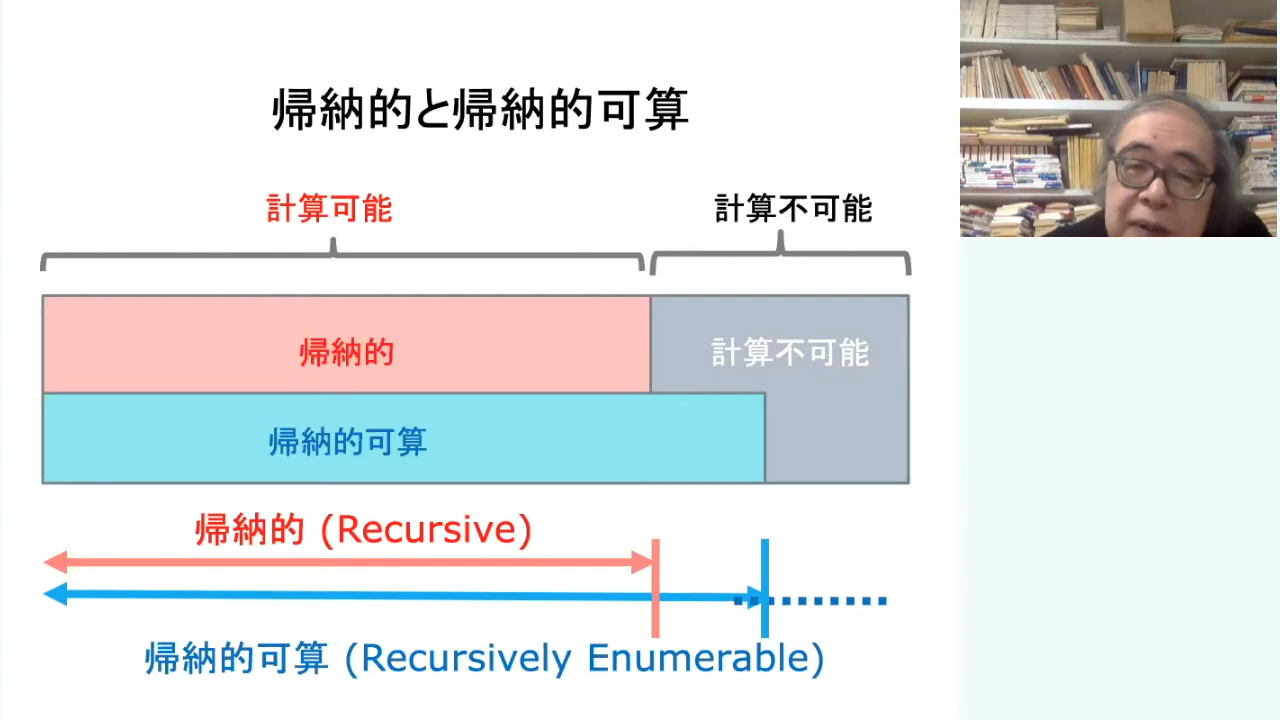 帰納的と帰納的可算
計算可能
計算不可能
帰納的
計算不可能
帰納的可算
帰納的 (Recursive)
帰納的可算 (Recursively Enumerable)